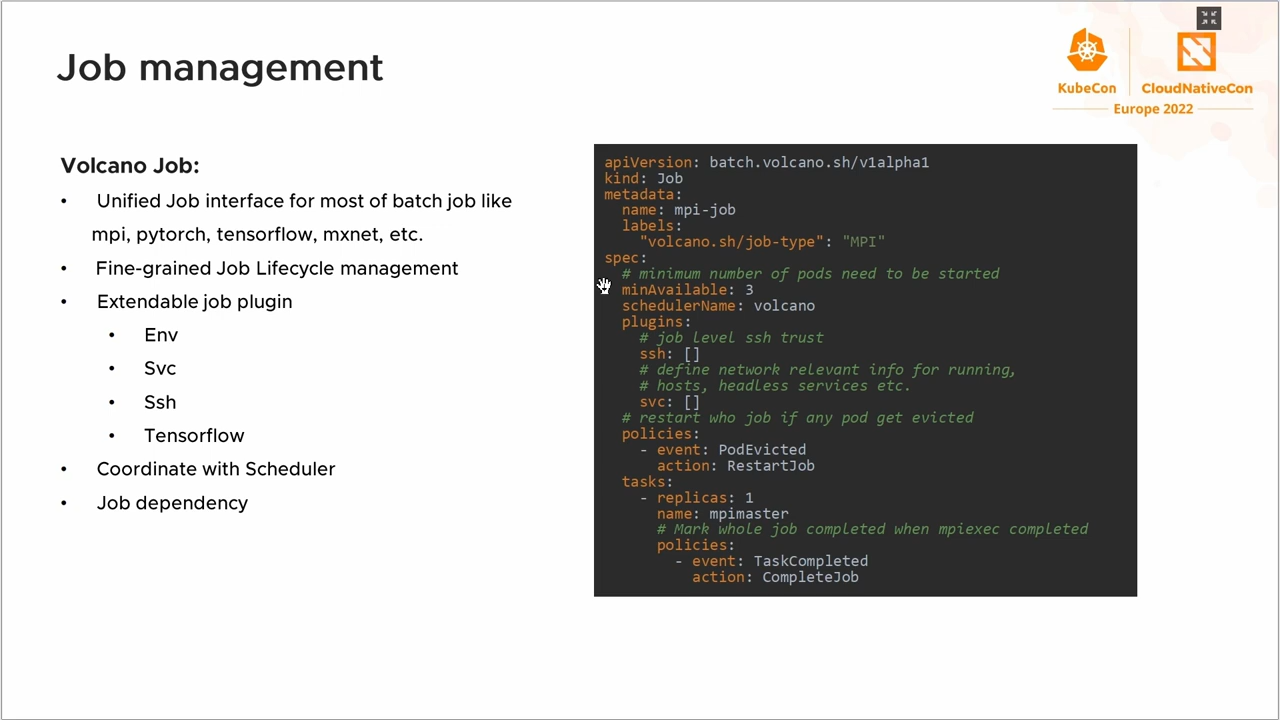 Job management
KubeCon
CloudNativeCon
Europe 2022
Volcano Job:
• Unified Job interface for most of batch job like
mpi, pytorch, tensorflow, mxnet, etc.
• Fine-grained Job Lifecycle management
• Extendable job plugin
• Env
• Svc
• Ssh
• Tensorflow
• Coordinate with Scheduler
• Job dependency
apiVersion: batch.volcano.sh/v1alpha1
kind: Job
metadata:
  name: mpi-job
  labels:
    "volcano.sh/job-type": "MPI"
spec:
  # minimum number of pods need to be started
  minAvailable: 3
  schedulerName: volcano
  plugins:
    # job level ssh trust
    ssh: []
    # define network relevant info for running,
    # hosts, headless services etc.
    svc: []
  # restart who job if any pod get evicted
  policies:
    - event: PodEvicted
      action: RestartJob
  tasks:
    - replicas: 1
      name: mpimaster
      # Mark whole job completed when mpiexec completed
      policies:
        - event: TaskCompleted
          action: CompleteJob